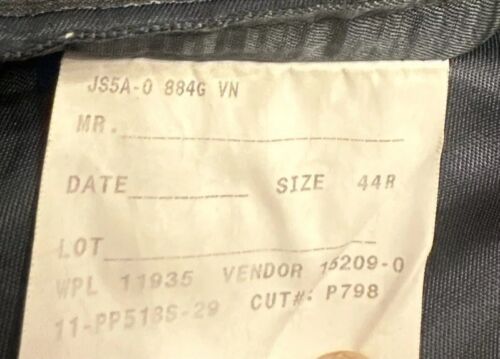 JS5A-0 884G VN
MR.
DATE SIZE 44R
LOT
WPL 11935 VENDOR 15209-0
11-PP518S-29 CUT#: P798